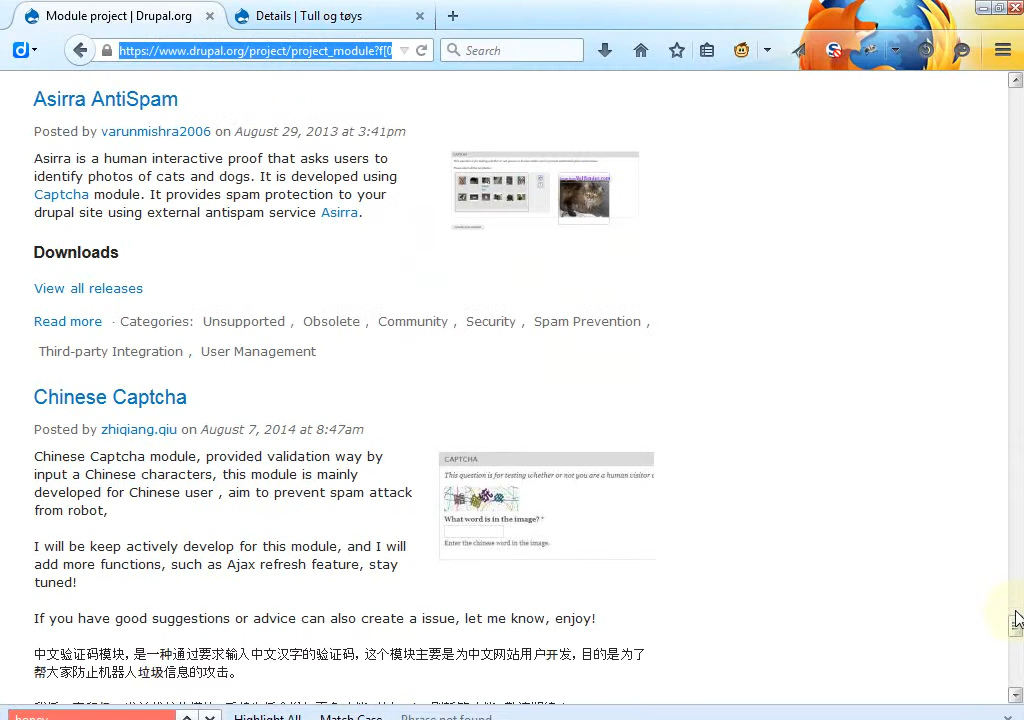 Module project | Drupal.org
Details | Tull og tøys
https://www.drupal.org/project/project_module?f[0
Search
Asirra AntiSpam
Posted by varunmishra2006 on August 29, 2013 at 3:41pm
Asirra is a human interactive proof that asks users to
identify photos of cats and dogs. It is developed using
Captcha module. It provides spam protection to your
drupal site using external antispam service Asirra.
Downloads
View all releases
Read more · Categories: Unsupported , Obsolete , Community , Security , Spam Prevention ,
Third-party Integration , User Management
Chinese Captcha
Posted by zhiqiang.qiu on August 7, 2014 at 8:47am
Chinese Captcha module, provided validation way by
input a Chinese characters, this module is mainly
developed for Chinese user , aim to prevent spam attack
from robot,
CAPTCHA
This question is for testing whether or not you are a human visitor
What word is in the image? *
Enter the chinese word in the image.
I will be keep actively develop for this module, and I will
add more functions, such as Ajax refresh feature, stay
tuned!
If you have good suggestions or advice can also create a issue, let me know, enjoy!
中文验证码模块，是一种通过要求输入中文汉字的验证码，这个模块主要是为中文网站用户开发，目的是为了
帮大家防止机器人垃圾信息的攻击。
Highlight All Match Case Phrase not found